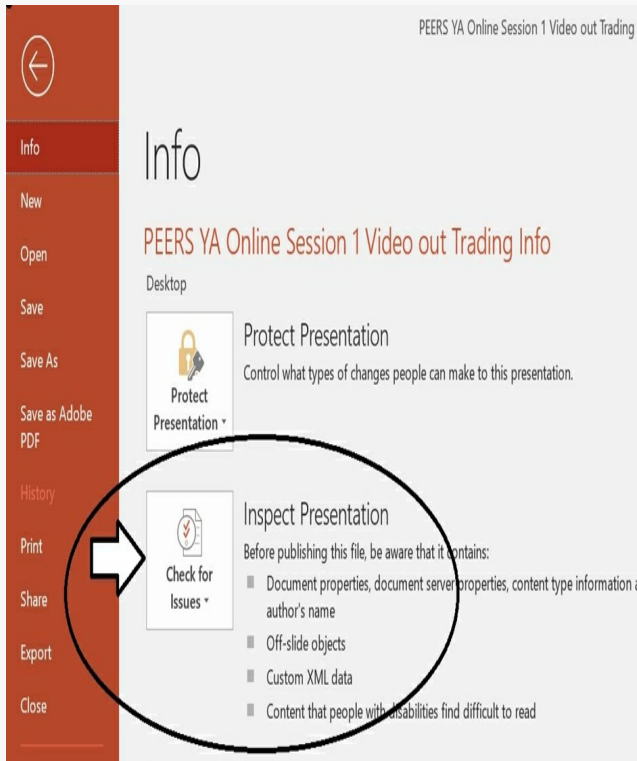 PEERS YA Online Session 1 Video out Trading
Info
New
Open
Save
Save As
Save as Adobe
PDF
History
Print
Share
Export
Close
Info
PEERS YA Online Session 1 Video out Trading Info
Desktop
Protect
Presentation
Protect Presentation
Control what types of changes people can make to this presentation.
Check for
Issues
Inspect Presentation
Before publishing this file, be aware that it contains:
Document properties, document server properties, content type information a
author's name
Off-slide objects
Custom XML data
Content that people with disabilities find difficult to read